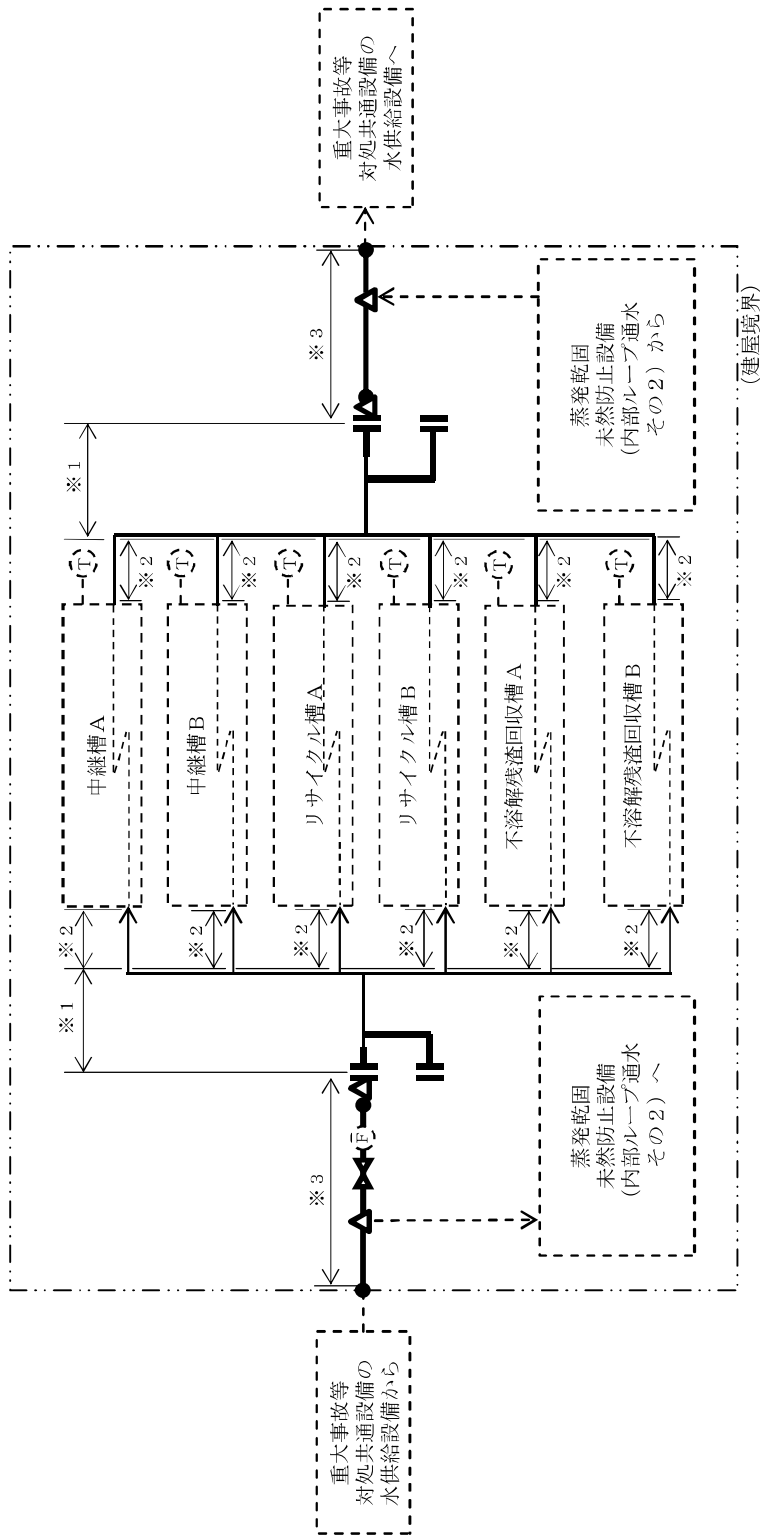 重大事故等
対処共通設備の
水供給設備から
※3
※1
F
蒸発乾固
未然防止設備
(内部ループ通水
その2)へ
※2
※2
※2
※2
※2
※2
中継槽A
中継槽B
リサイクル槽A
リサイクル槽B
不溶解残渣回収槽A
不溶解残渣回収槽B
T
T
T
T
T
T
※2
※2
※2
※2
※2
※2
※1
※3
蒸発乾固
未然防止設備
(内部ループ通水
その2)から
(建屋境界)
重大事故等
対処共通設備の
水供給設備へ